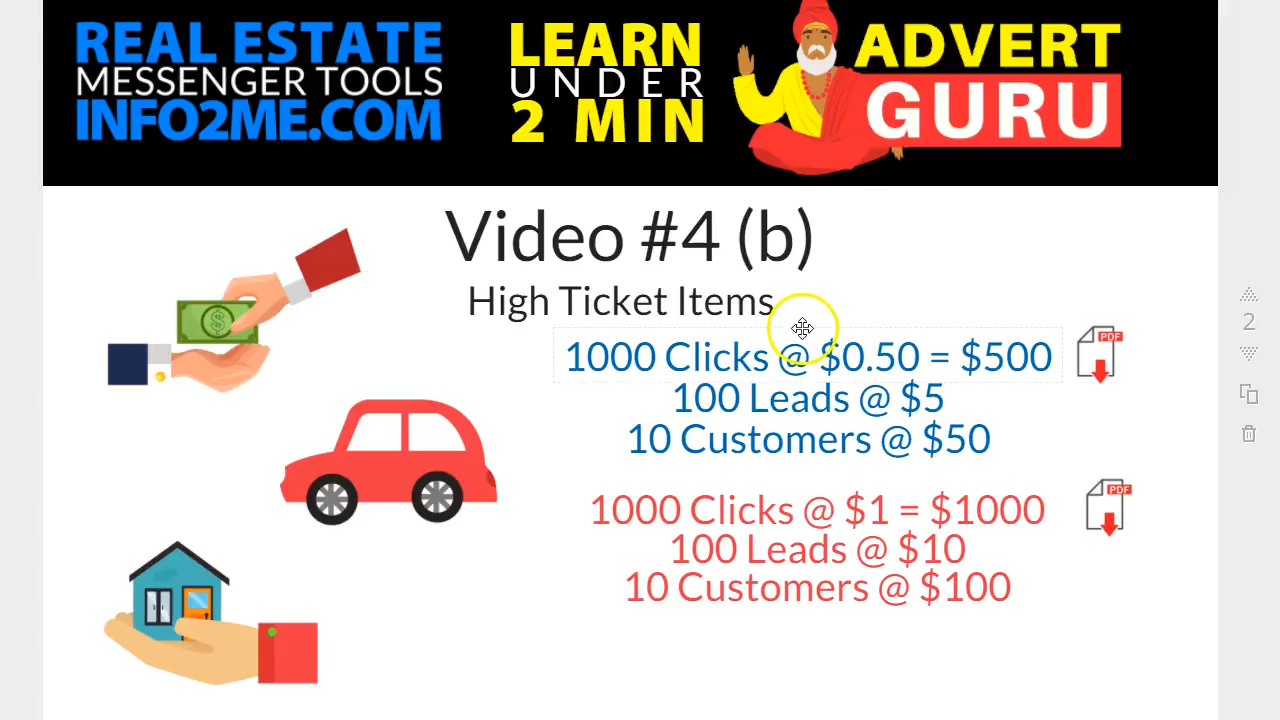 REAL ESTATE
MESSENGER TOOLS
INFO2ME.COM
LEARN
UNDER
2 MIN
ADVERT
GURU
Video #4 (b)
High Ticket Items
1000 Clicks @ $0.50 = $500
PDF
100 Leads @ $5
10 Customers @ $50
1000 Clicks @ $1 = $1000
PDF
100 Leads @ $10
10 Customers @ $100
2
$